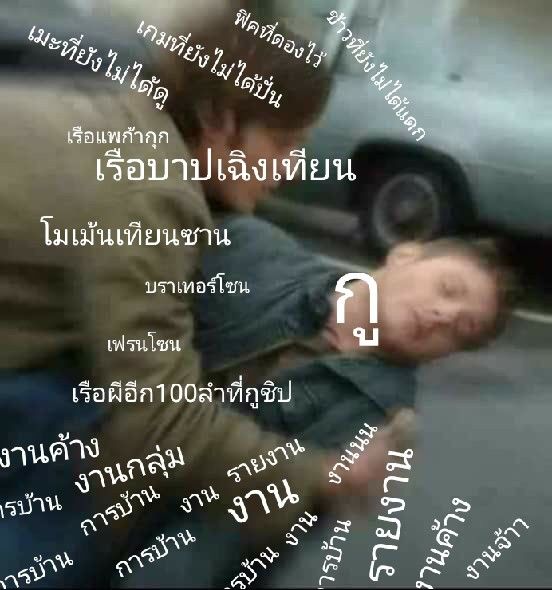 เมะที่ยังไม่ได้ดู
เกมที่ยังไม่ได้ปั่น
ฟิคที่ดองไว้
ข้าวที่ยังไม่ได้แดก
เรือแพก้ากุก
เรือบาปเฉิงเทียน
โมเม้นเทียนซาน
บราเทอร์โซน
กู
เฟรนโซน
เรือผีอีก100ลำที่กูชิป
งานค้าง
งานกลุ่ม
รายงาน
งานนน
การบ้าน
การบ้าน
งาน
งาน
รายงาน
การบ้าน
การบ้าน
การบ้าน
งาน
การบ้าน
งานค้าง
งานจ้าว